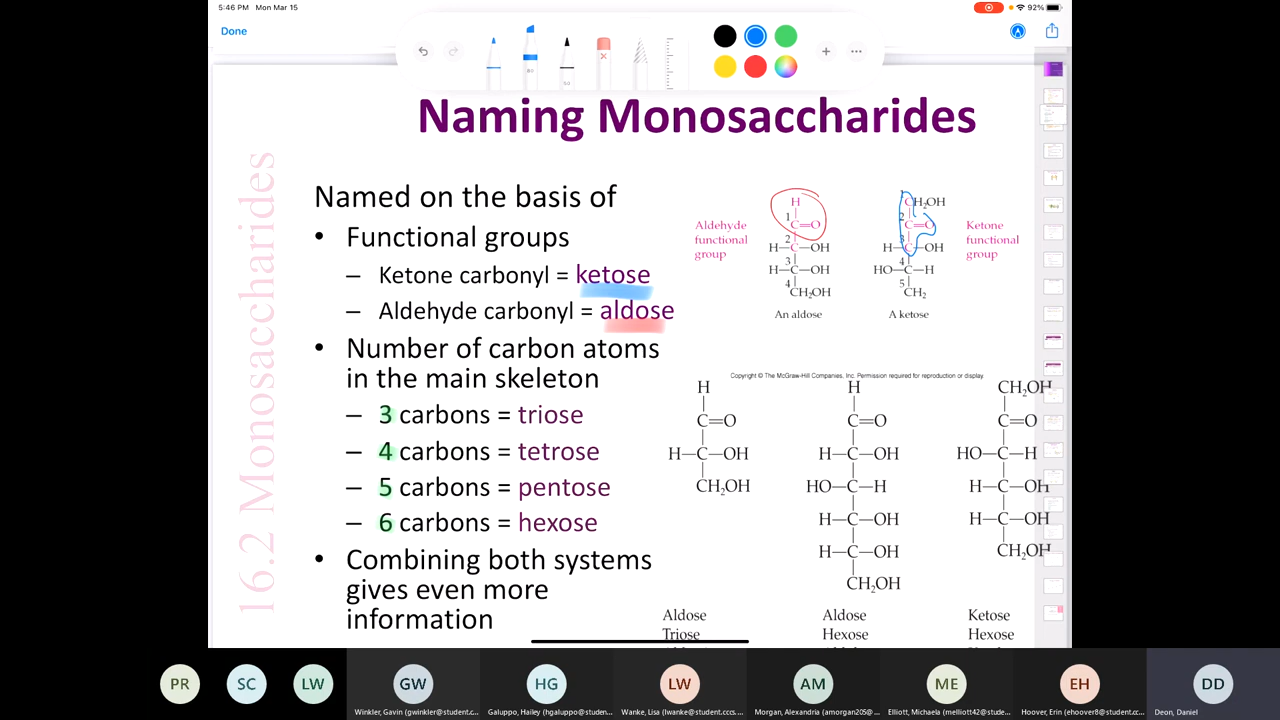 5:46 PM Mon Mar 15
92%
Done
Naming Monosaccharides
16.2 Monosaccharides
Named on the basis of
• Functional groups
– Ketone carbonyl = ketose
– Aldehyde carbonyl = aldose
• Number of carbon atoms
in the main skeleton
– 3 carbons = triose
– 4 carbons = tetrose
– 5 carbons = pentose
– 6 carbons = hexose
• Combining both systems
gives even more
information
Aldehyde
functional
group
H
1
C=O
2
H—C—OH
3
H—C—OH
4
CH₂OH
An aldose
1
CH₂OH
2
C=O
3
H—C—OH
4
HO—C—H
5
CH₂
A ketose
Ketone
functional
group
Copyright © The McGraw-Hill Companies, Inc. Permission required for reproduction or display.
H
C=O
H—C—OH
CH₂OH
Aldose
Triose
H
C=O
H—C—OH
HO—C—H
H—C—OH
H—C—OH
CH₂OH
Aldose
Hexose
CH₂OH
C=O
HO—C—H
H—C—OH
H—C—OH
CH₂OH
Ketose
Hexose
PR
SC
LW
GW
Winkler, Gavin (gwinkler@student.c...
HG
Galuppo, Hailey (hgaluppo@studen...
LW
Wanke, Lisa (lwanke@student.cccs....
AM
Morgan, Alexandria (amorgan205@...
ME
Elliott, Michaela (melliott42@stude...
EH
Hoover, Erin (ehoover8@student.cc...
DD
Deon, Daniel